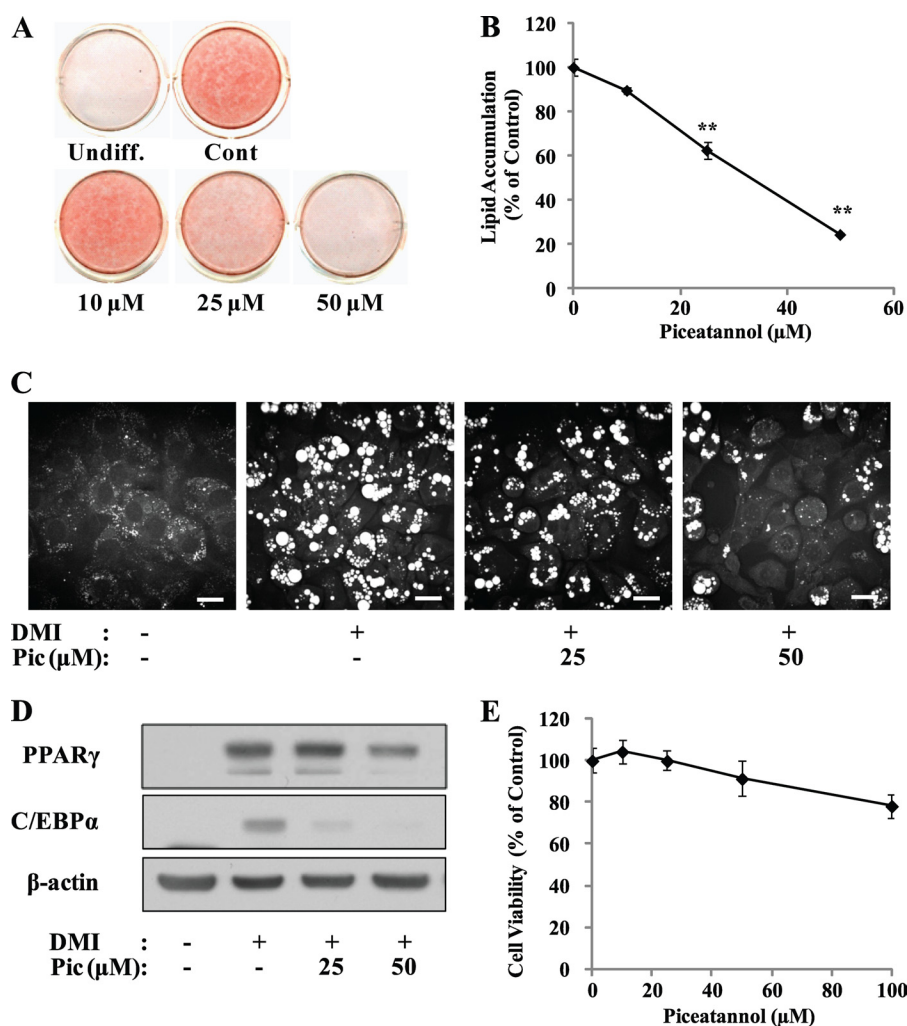 A
Undiff. Cont
10 µM 25 µM 50 µM
B
Lipid Accumulation
(% of Control)
120
100
80
60
40
20
0
**
**
0 20 40 60
Piceatannol (µM)
C
DMI : - + + +
Pic (µM): - - 25 50
D
PPARγ
C/EBPα
β-actin
DMI : - + + +
Pic (µM): - - 25 50
E
Cell Viability (% of Control)
120
100
80
60
40
20
0
0 20 40 60 80 100
Piceatannol (µM)